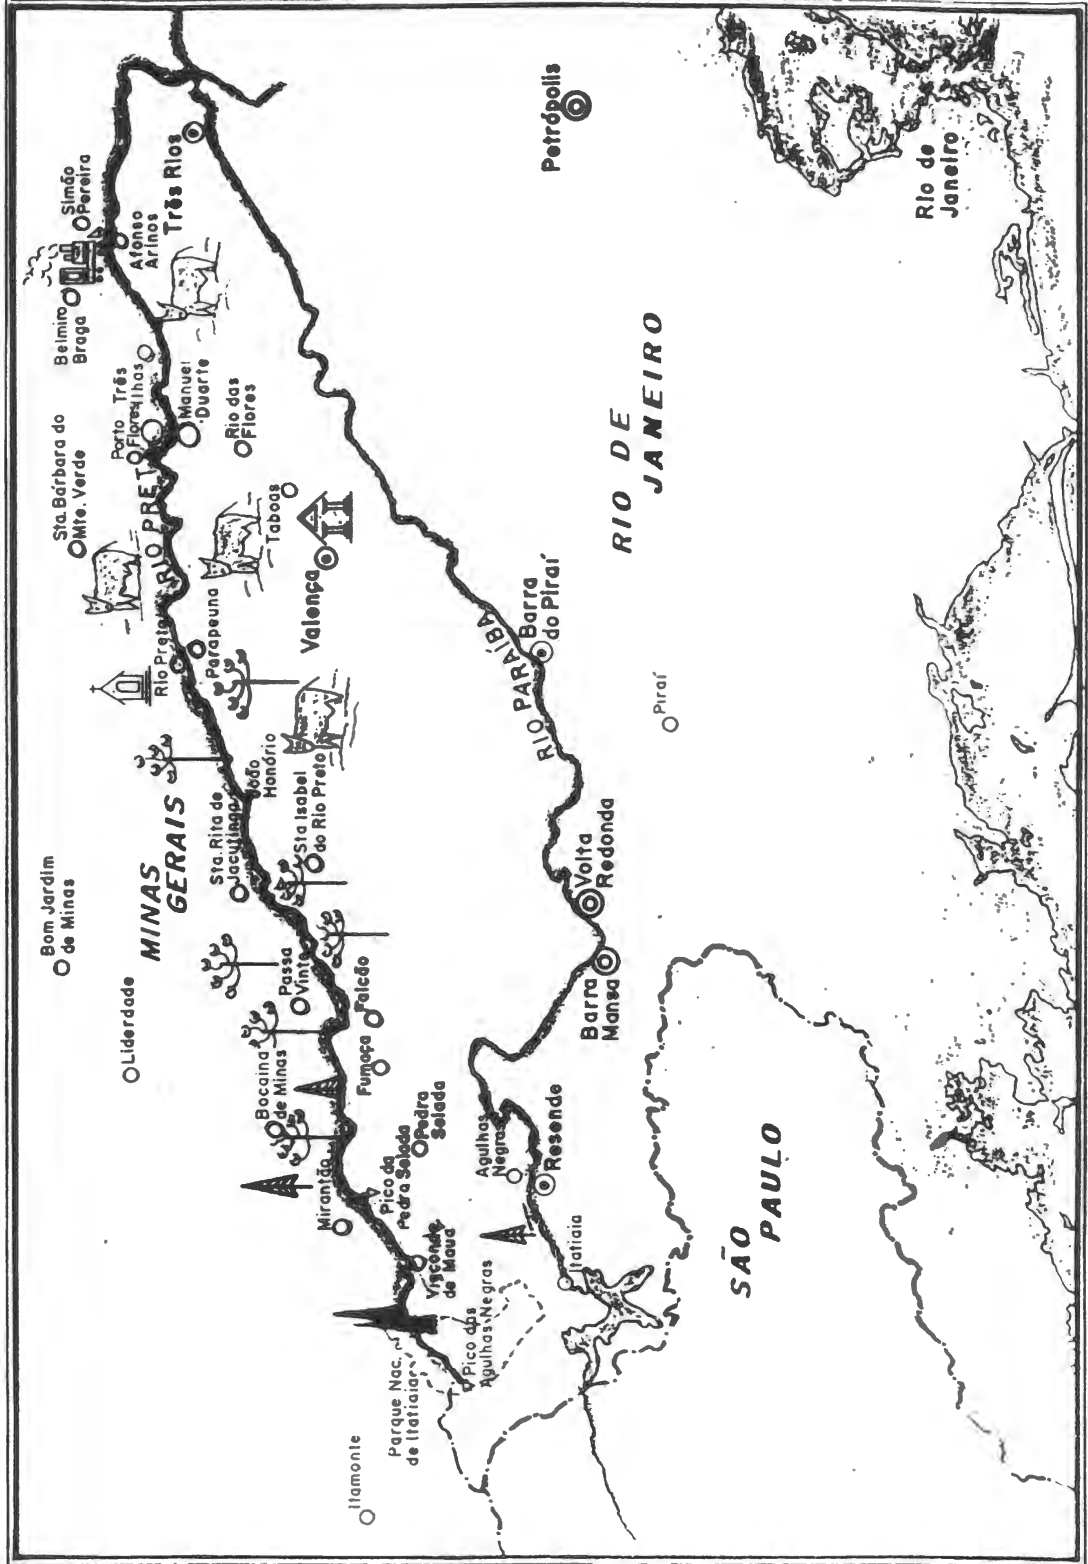 Itamonte
Parque Nac.
de Itatiaia
Pico das
Agulhas Negras
Visconde
de Mauá
Mirantão
Pico da
Pedra Selada
Pedra
Selada
Bocaina
de Minas
Fumaça
Falcão
Passa
Vinte
Liderdade
Bom Jardim
de Minas
MINAS
GERAIS
Sta. Rita de
Jacutinga
Sta Isabel
do Rio Preto
João
Honório
Rio Preto
Parapeuna
RIO PRETO
Valença
Taboas
Sta. Bárbara do
Mte. Verde
Porto
Flores
Três
Ilhas
Manuel
Duarte
Rio das
Flores
Belmiro
Braga
Simão
Pereira
Afonso
Arinos
Três Rios
Petrópolis
Itatiaia
Agulhas
Negras
Resende
Barra
Mansa
Volta
Redonda
RIO PARAÍBA
Barra
do Piraí
Piraí
RIO DE
JANEIRO
Rio de
Janeiro
SÃO
PAULO